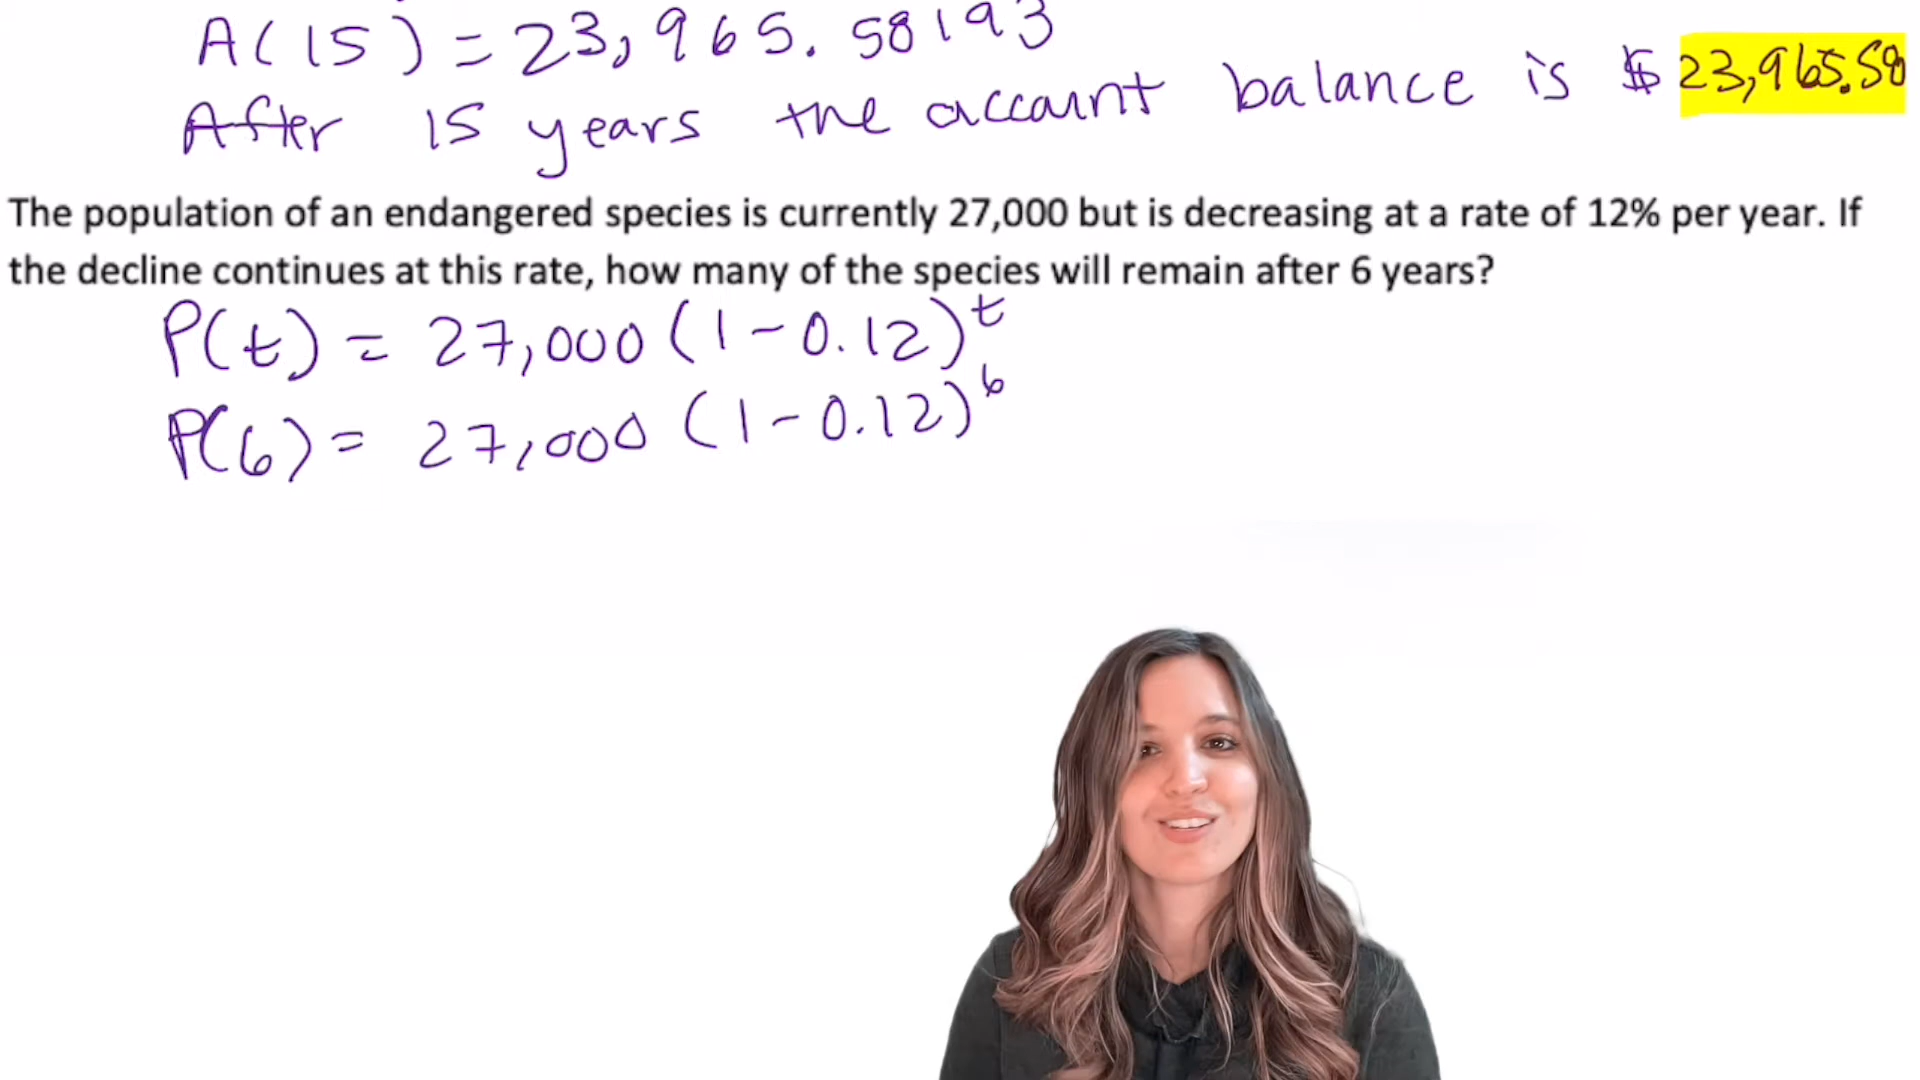 A(15) = 23,965.58193
After 15 years the account balance is $23,965.58
The population of an endangered species is currently 27,000 but is decreasing at a rate of 12% per year. If
the decline continues at this rate, how many of the species will remain after 6 years?
P(t) = 27,000 (1-0.12)^t
P(6) = 27,000 (1-0.12)^6